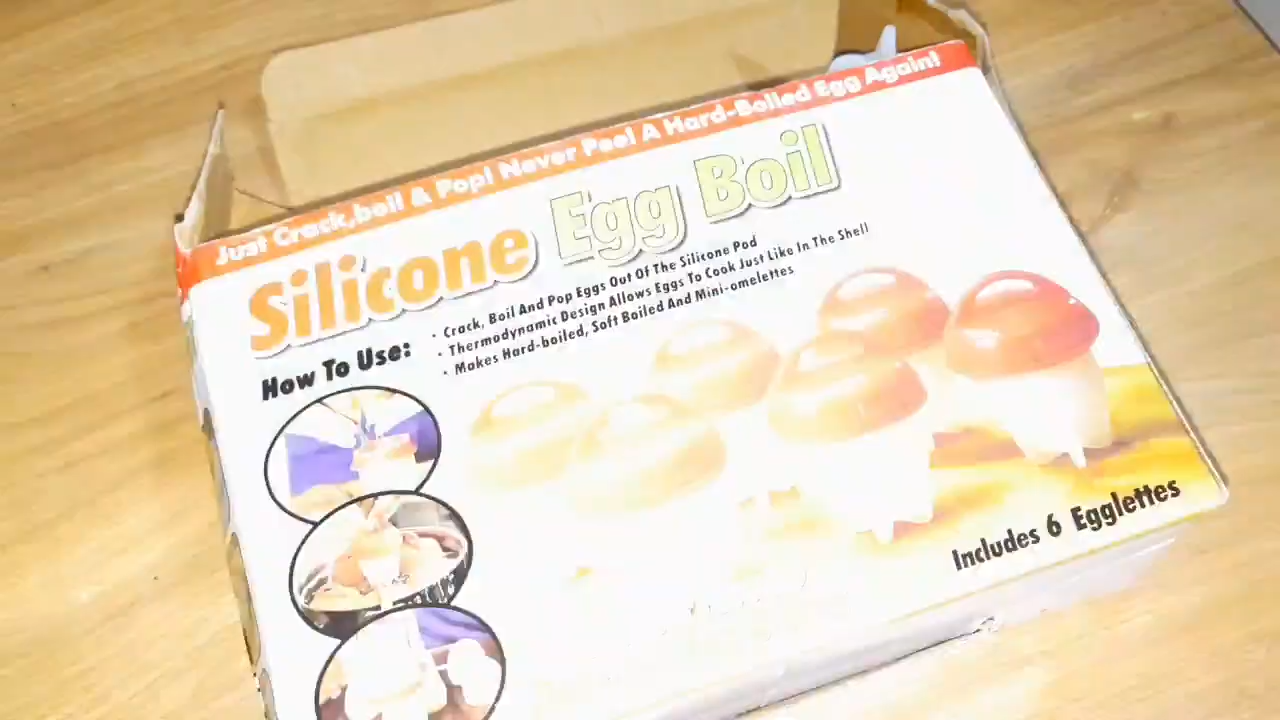 Just Crack,boil & Pop! Never Peel A Hard-Boiled Egg Again!
Silicone Egg Boil
• Crack, Boil And Pop Eggs Out Of The Silicone Pod
• Thermodynamic Design Allows Eggs To Cook Just Like In The Shell
• Makes Hard-boiled, Soft Boiled And Mini-omelettes
How To Use:
Includes 6 Egglettes